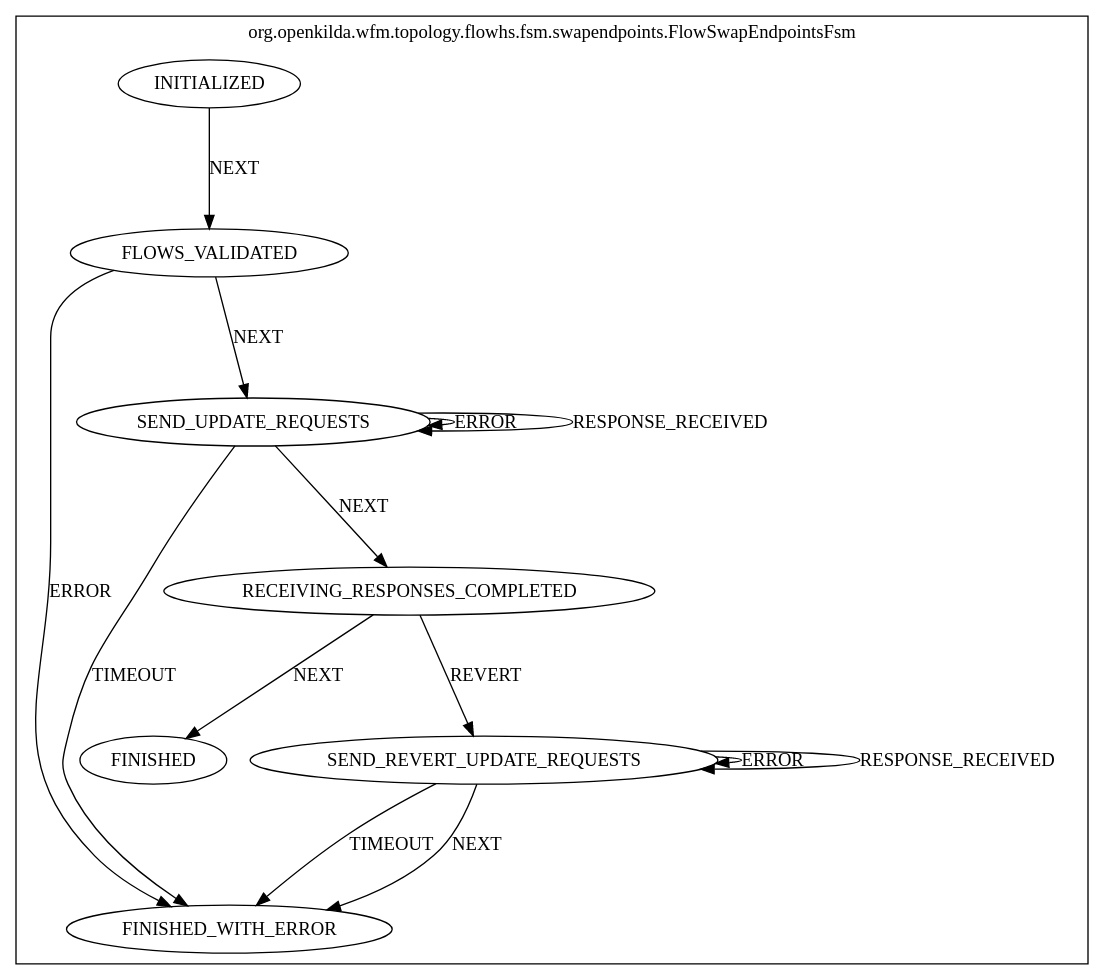 org.openkilda.wfm.topology.flowhs.fsm.swapendpoints.FlowSwapEndpointsFsm
INITIALIZED
NEXT
FLOWS_VALIDATED
NEXT
SEND_UPDATE_REQUESTS
ERROR
RESPONSE_RECEIVED
NEXT
RECEIVING_RESPONSES_COMPLETED
ERROR
TIMEOUT
NEXT
REVERT
FINISHED
SEND_REVERT_UPDATE_REQUESTS
ERROR
RESPONSE_RECEIVED
TIMEOUT
NEXT
FINISHED_WITH_ERROR